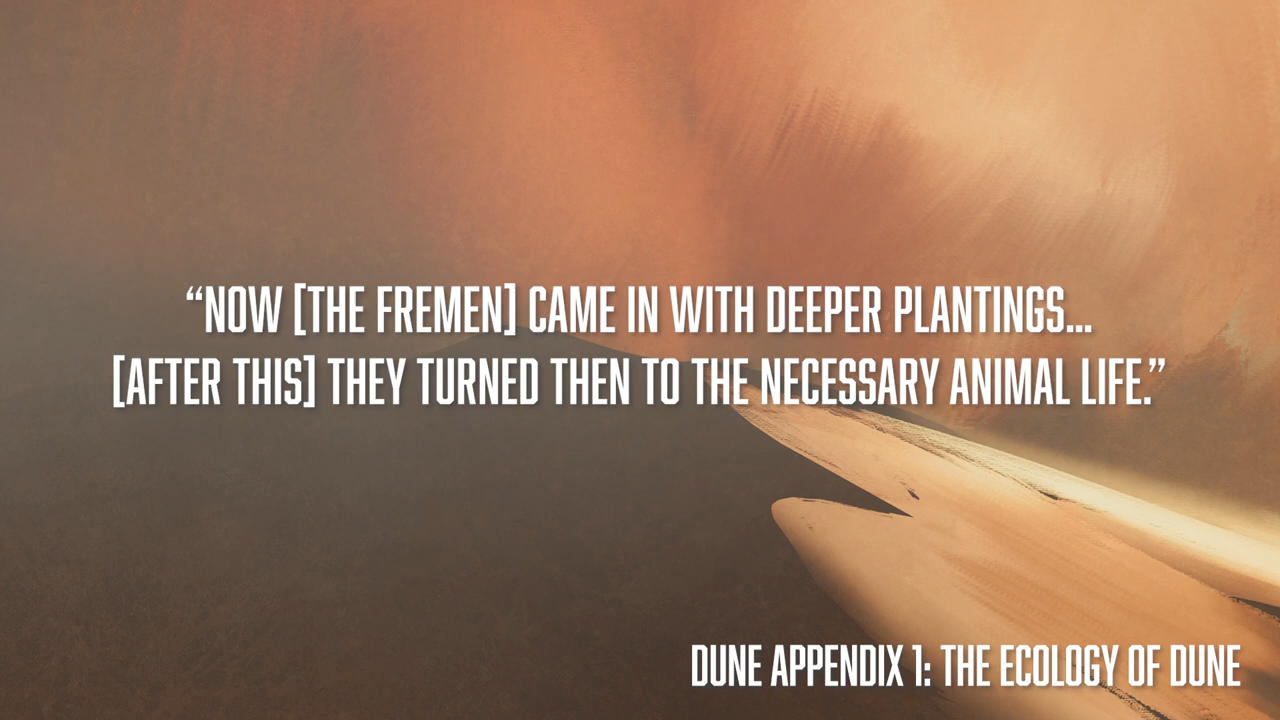 “NOW [THE FREMEN] CAME IN WITH DEEPER PLANTINGS...
[AFTER THIS] THEY TURNED THEN TO THE NECESSARY ANIMAL LIFE.”
DUNE APPENDIX 1: THE ECOLOGY OF DUNE